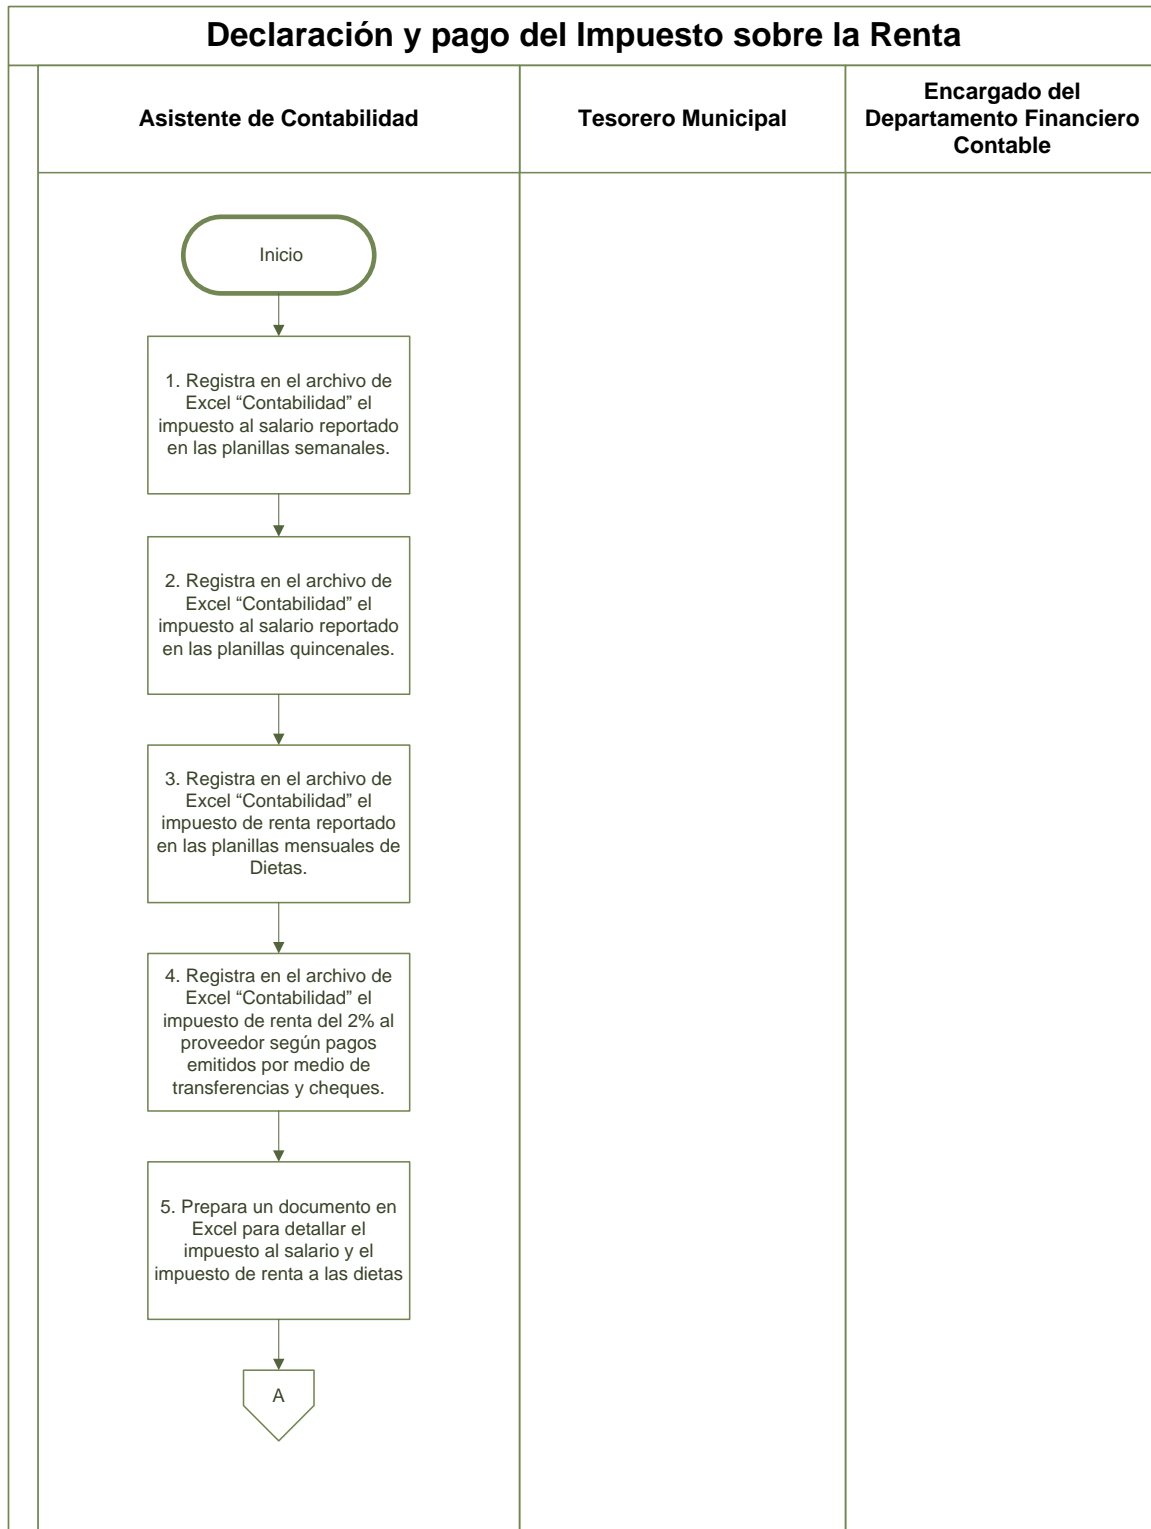 Declaración y pago del Impuesto sobre la Renta
Asistente de Contabilidad
Tesorero Municipal
Encargado del
Departamento Financiero
Contable
Inicio
1. Registra en el archivo de
Excel “Contabilidad” el
impuesto al salario reportado
en las planillas semanales.
2. Registra en el archivo de
Excel “Contabilidad” el
impuesto al salario reportado
en las planillas quincenales.
3. Registra en el archivo de
Excel “Contabilidad” el
impuesto de renta reportado
en las planillas mensuales de
Dietas.
4. Registra en el archivo de
Excel “Contabilidad” el
impuesto de renta del 2% al
proveedor según pagos
emitidos por medio de
transferencias y cheques.
5. Prepara un documento en
Excel para detallar el
impuesto al salario y el
impuesto de renta a las dietas
A